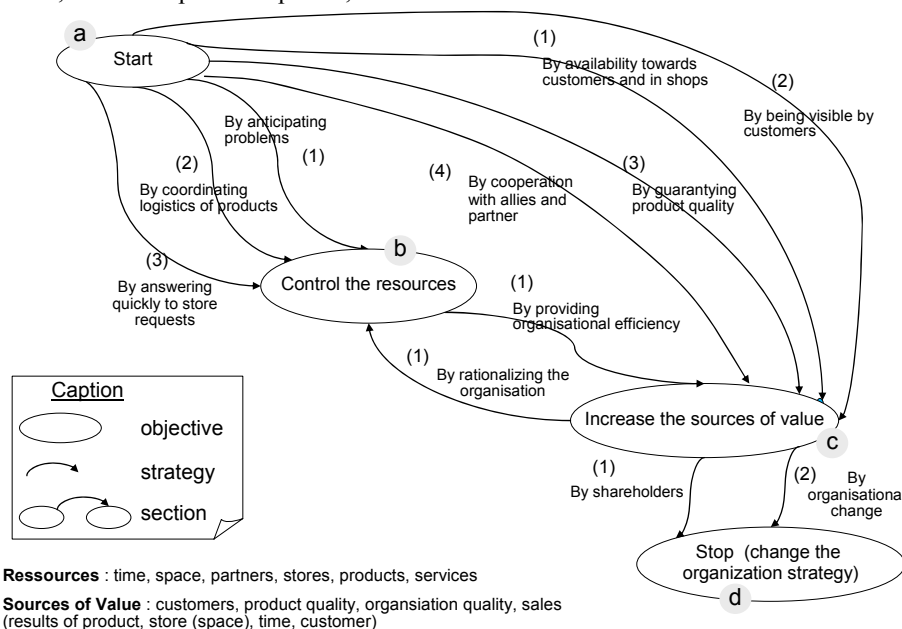 a
Start
(1)
By availability towards
customers and in shops
(2)
By being visible by
customers
By anticipating
problems
(1)
(2)
By coordinating
logistics of products
(4)
By cooperation
with allies and
partner
(3)
By guarantying
product quality
(3)
By answering
quickly to store
requests
b
Control the resources
(1)
By providing
organisational efficiency
(1)
By rationalizing the
organisation
Increase the sources of value
c
(1)
By shareholders
(2)
By
organisationa
change
Stop (change the
organization strategy)
d
Caption
objective
strategy
section
Ressources : time, space, partners, stores, products, services
Sources of Value : customers, product quality, organsiation quality, sales
(results of product, store (space), time, customer)